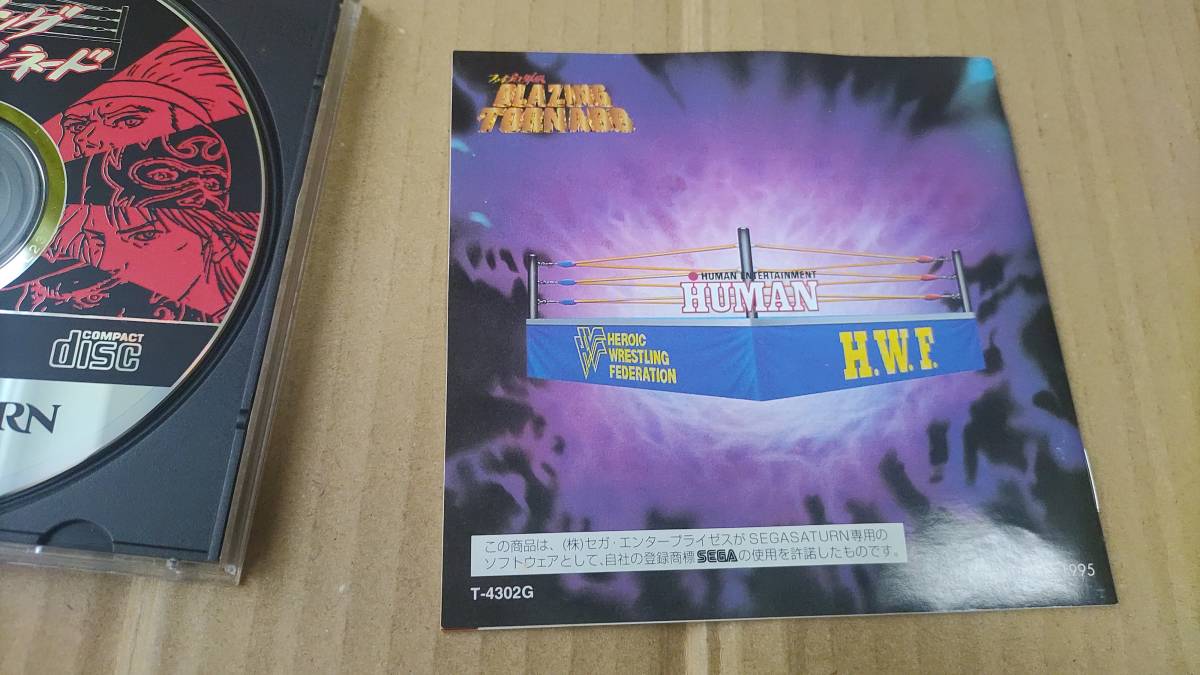 ング
ネード
COMPACT
disc
RN
BLAZING
TORNADO
HUMAN ENTERTAINMENT
HUMAN
HEROIC
WRESTLING
FEDERATION
H.W.F.
この商品は、(株)セガ・エンタープライゼスがSEGASATURN専用の
ソフトウェアとして、自社の登録商標SEGAの使用を許諾したものです。
T-4302G
1995